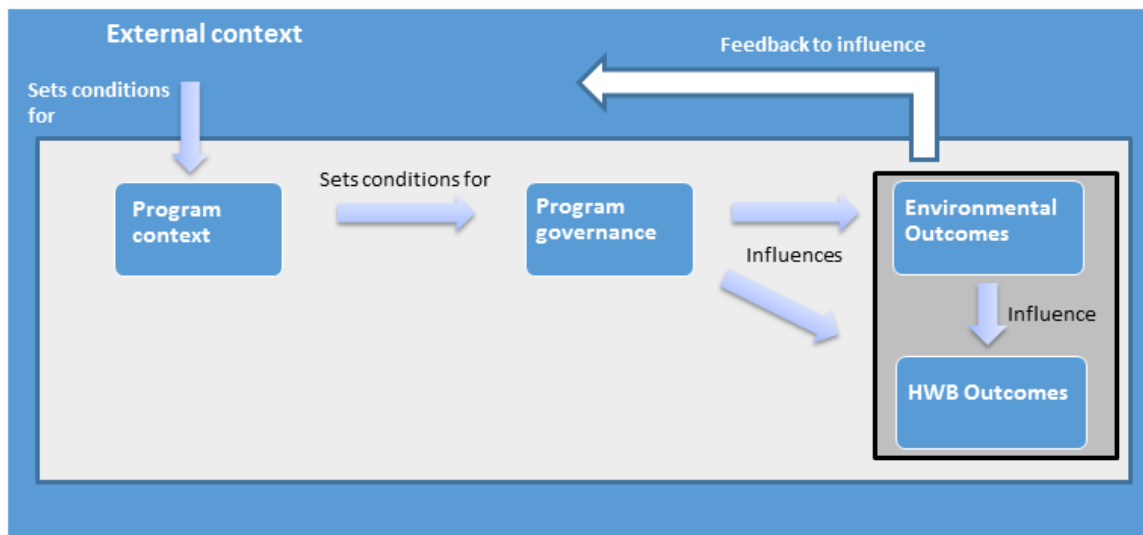 External context
Feedback to influence
Sets conditions
for
Sets conditions for
Program
context
Program
governance
Influences
Environmental
Outcomes
Influence
HWB Outcomes